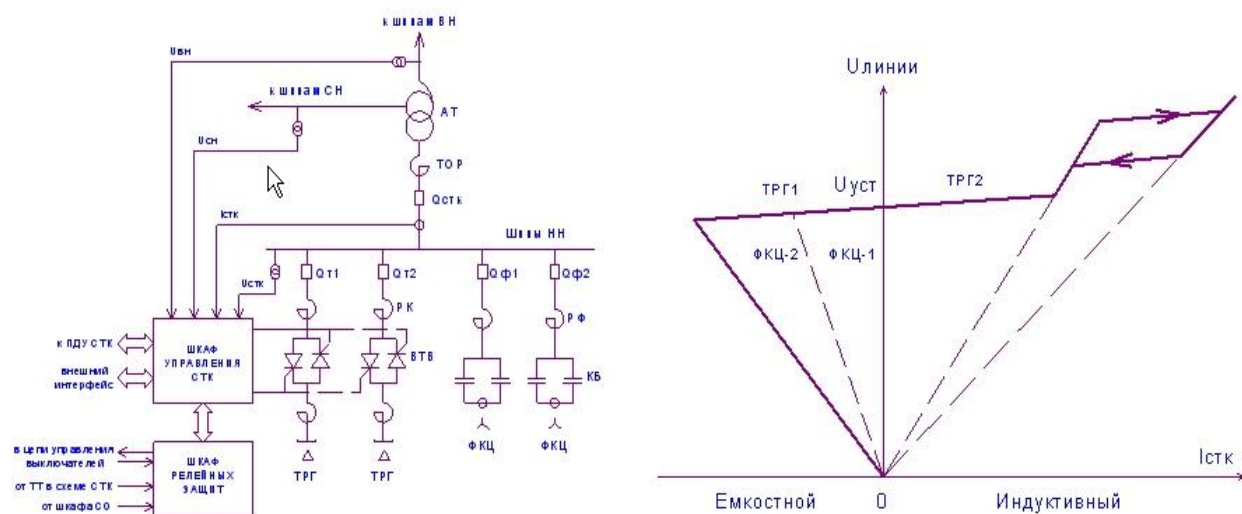 к шинам ВН
Uвн
к шинам СН
АТ
Uсн
ТОР
Qстк
Iстк
Шины НН
Uстк
Qт1
Qт2
Qф1
Qф2
РК
РФ
ВТВ
КБ
к ПДУ СТК
внешний
интерфейс
ШКАФ
УПРАВЛЕНИЯ
СТК
в цепи управления
выключателей
от ТТ в схеме СТК
от шкафа СО
ШКАФ
РЕЛЕЙНЫХ
ЗАЩИТ
ТРГ
ТРГ
ФКЦ
ФКЦ
Uлинии
ТРГ1
Uуст
ТРГ2
ФКЦ-2
ФКЦ-1
Iстк
Емкостной
0
Индуктивный